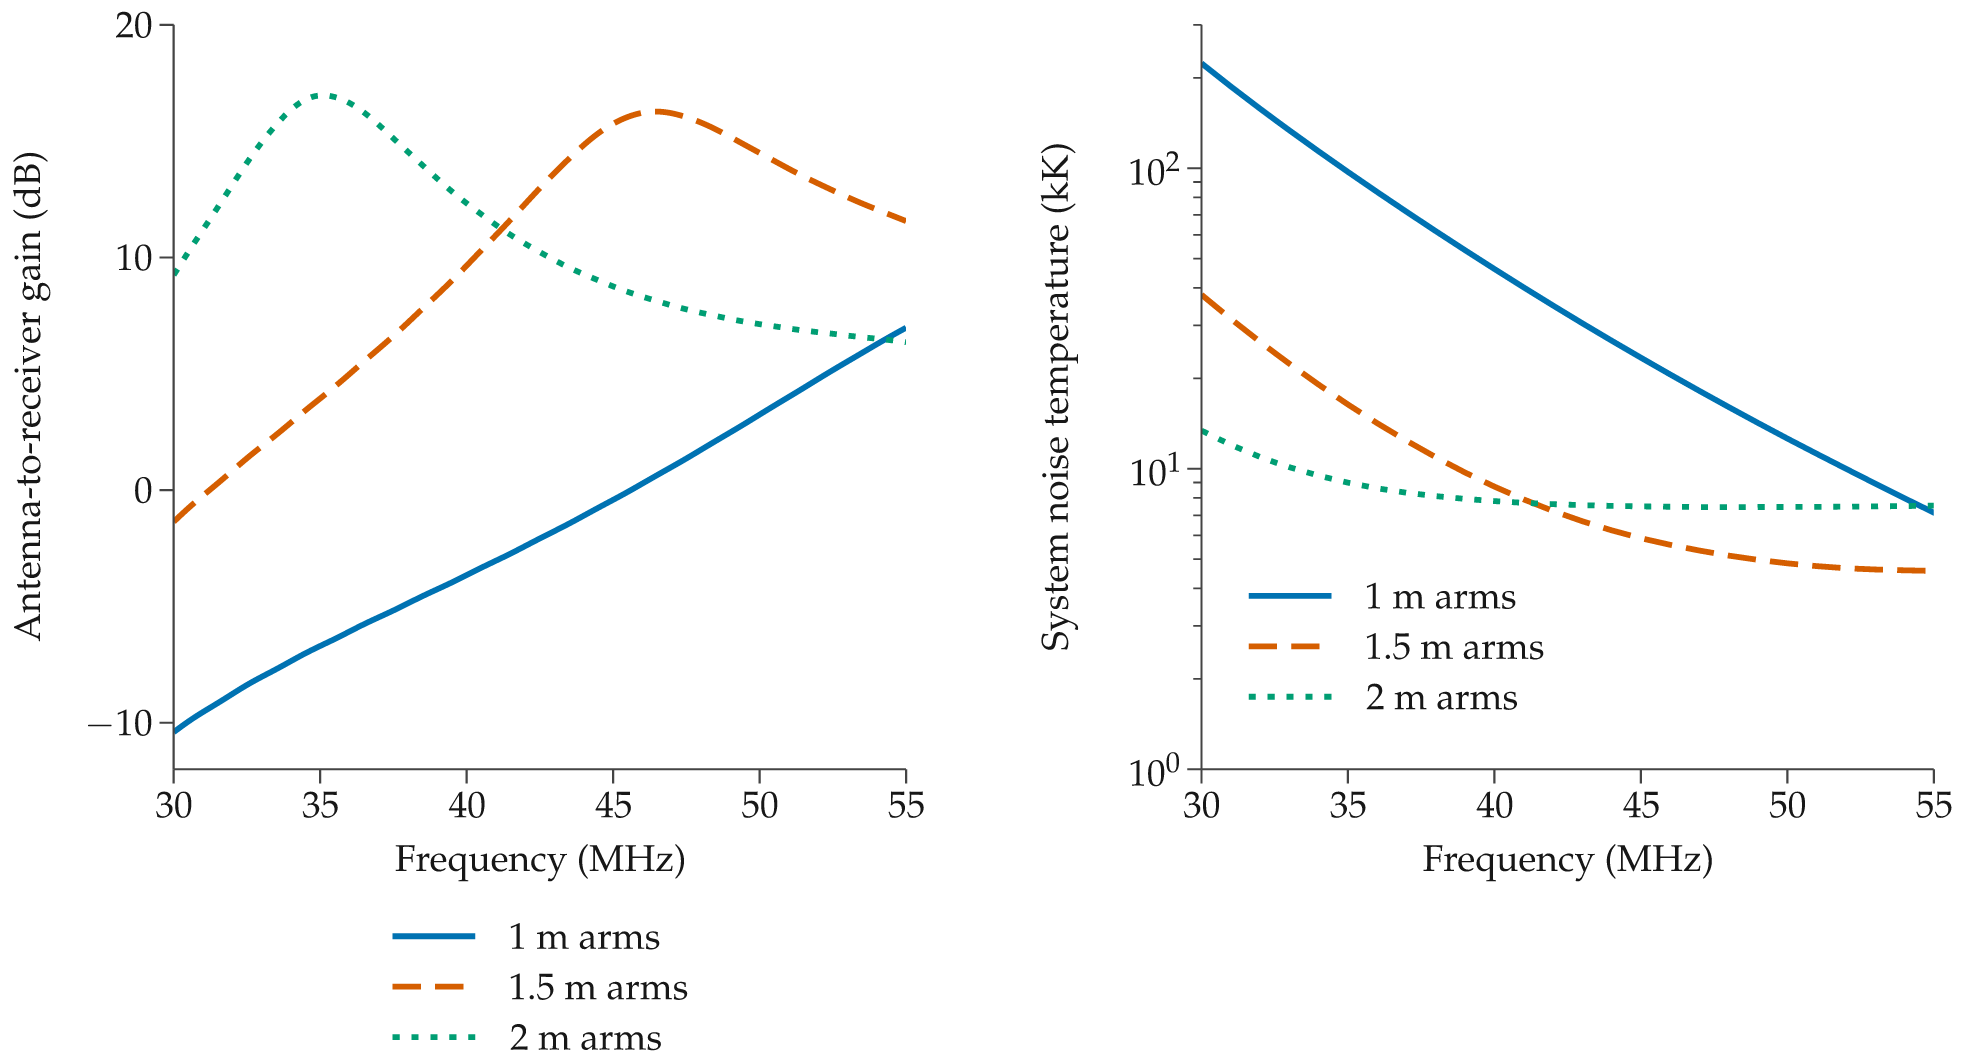 Antenna-to-receiver gain (dB)
20
10
0
−10
30 35 40 45 50 55
Frequency (MHz)
1 m arms
1.5 m arms
2 m arms
System noise temperature (kK)
10²
10¹
10⁰
1 m arms
1.5 m arms
2 m arms
30 35 40 45 50 55
Frequency (MHz)